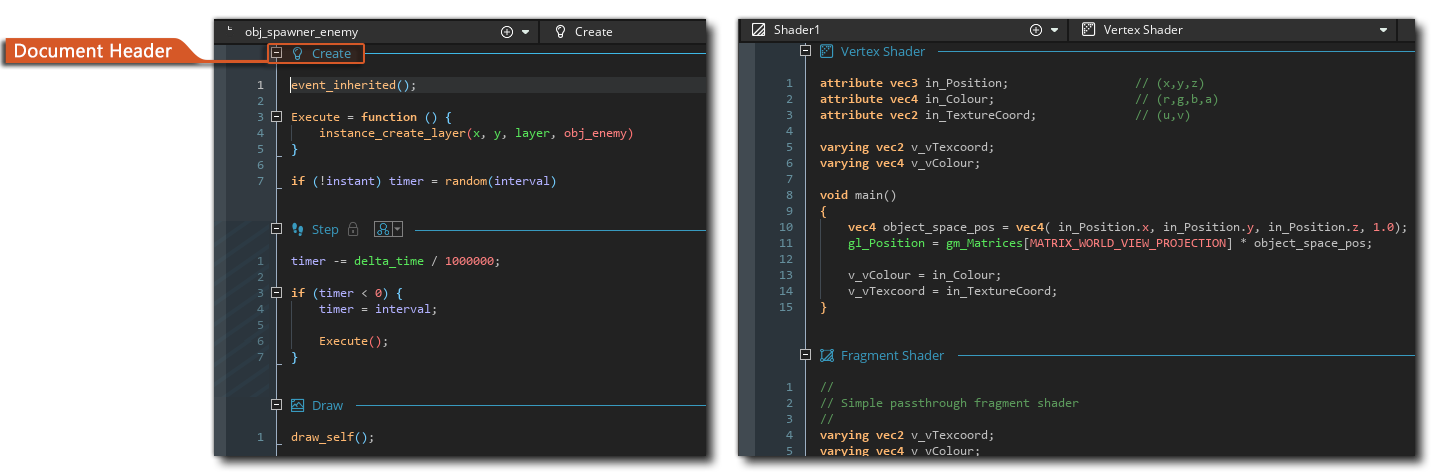 Document Header
obj_spawner_enemy
Create
Create
1 event_inherited();
2
3 Execute = function () {
4 instance_create_layer(x, y, layer, obj_enemy)
5 }
6
7 if (!instant) timer = random(interval)
Step
1 timer -= delta_time / 1000000;
2
3 if (timer < 0) {
4 timer = interval;
5
6 Execute();
7 }
Draw
1 draw_self();
Shader1
Vertex Shader
Vertex Shader
1 attribute vec3 in_Position; // (x,y,z)
2 attribute vec4 in_Colour; // (r,g,b,a)
3 attribute vec2 in_TextureCoord; // (u,v)
4
5 varying vec2 v_vTexcoord;
6 varying vec4 v_vColour;
7
8 void main()
9 {
10 vec4 object_space_pos = vec4( in_Position.x, in_Position.y, in_Position.z, 1.0);
11 gl_Position = gm_Matrices[MATRIX_WORLD_VIEW_PROJECTION] * object_space_pos;
12
13 v_vColour = in_Colour;
14 v_vTexcoord = in_TextureCoord;
15 }
Fragment Shader
1 //
2 // Simple passthrough fragment shader
3 //
4 varying vec2 v_vTexcoord;
5 varying vec4 v_vColour;